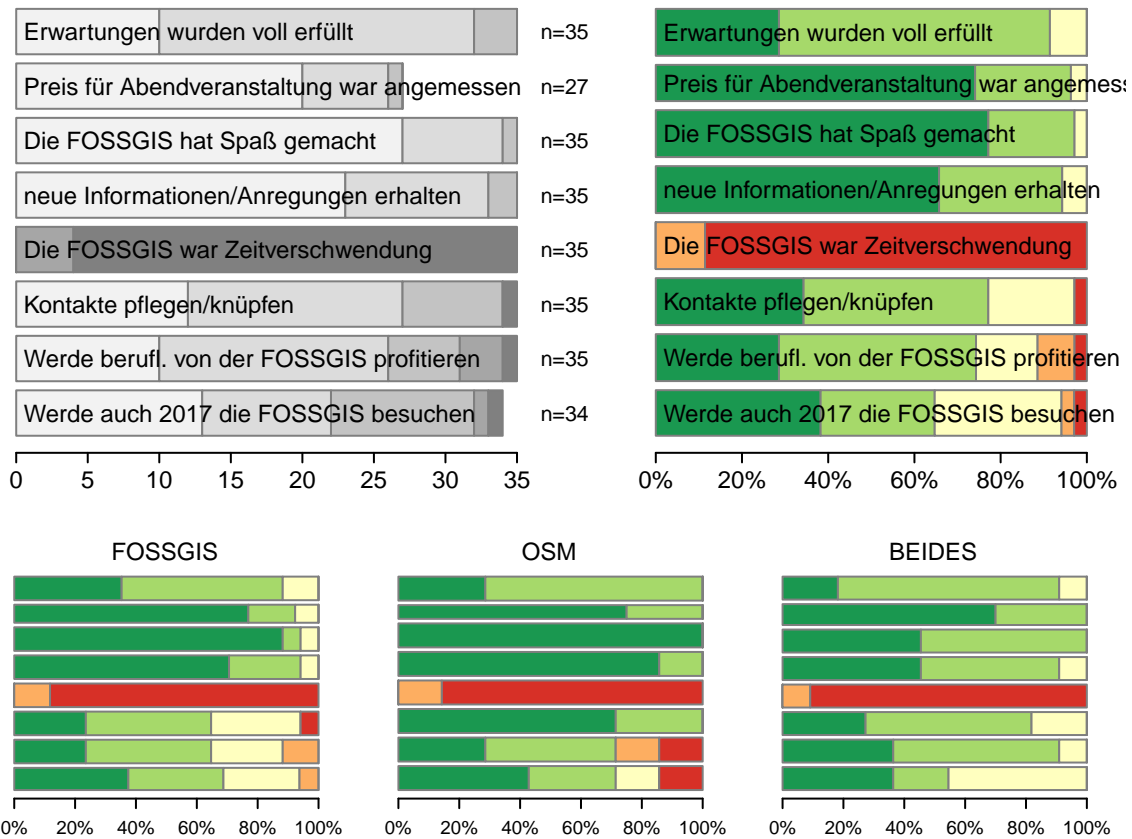 Erwartungen wurden voll erfüllt
n=35
Preis für Abendveranstaltung war angemessen
n=27
Die FOSSGIS hat Spaß gemacht
n=35
neue Informationen/Anregungen erhalten
n=35
Die FOSSGIS war Zeitverschwendung
n=35
Kontakte pflegen/knüpfen
n=35
Werde berufl. von der FOSSGIS profitieren
n=35
Werde auch 2017 die FOSSGIS besuchen
n=34
0 5 10 15 20 25 30 35
Erwartungen wurden voll erfüllt
Preis für Abendveranstaltung war angemess
Die FOSSGIS hat Spaß gemacht
neue Informationen/Anregungen erhalten
Die FOSSGIS war Zeitverschwendung
Kontakte pflegen/knüpfen
Werde berufl. von der FOSSGIS profitieren
Werde auch 2017 die FOSSGIS besuchen
0% 20% 40% 60% 80% 100%
FOSSGIS
0% 20% 40% 60% 80% 100%
OSM
0% 20% 40% 60% 80% 100%
BEIDES
0% 20% 40% 60% 80% 100%